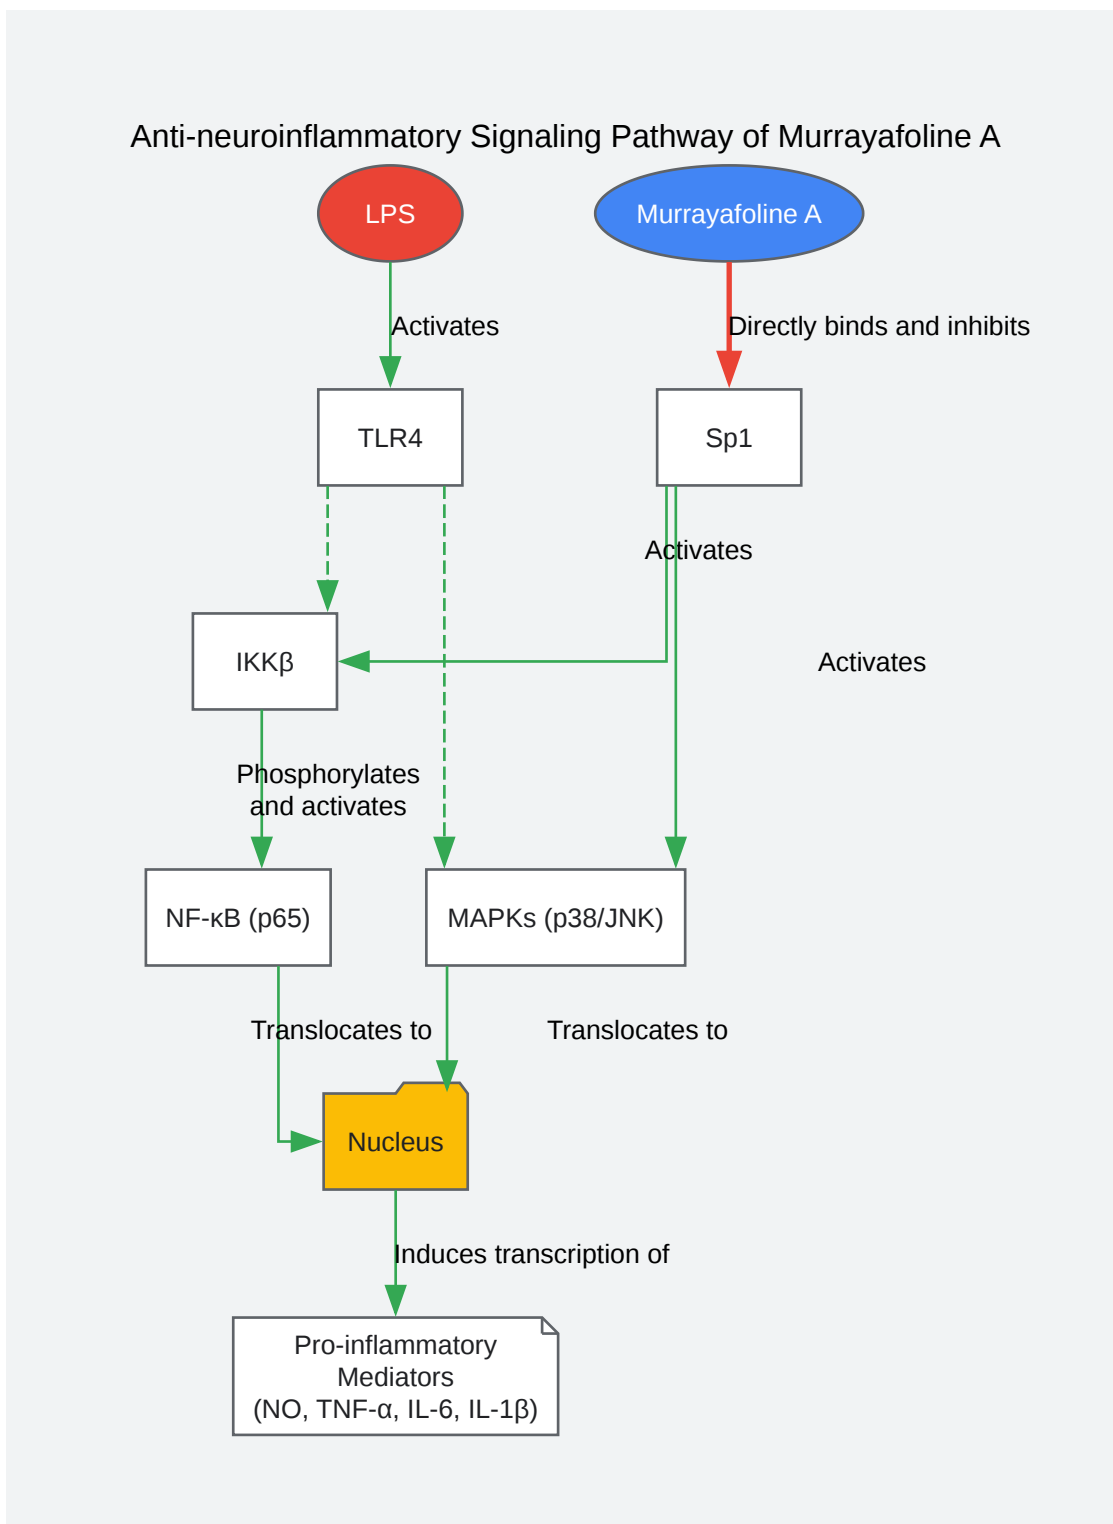 Anti-neuroinflammatory Signaling Pathway of Murrayafoline A
LPS
Murrayafoline A
Activates
Directly binds and inhibits
TLR4
Sp1
Activates
IKKβ
Activates
Phosphorylates
and activates
NF-κB (p65)
MAPKs (p38/JNK)
Translocates to
Translocates to
Nucleus
Induces transcription of
Pro-inflammatory
Mediators
(NO, TNF-α, IL-6, IL-1β)